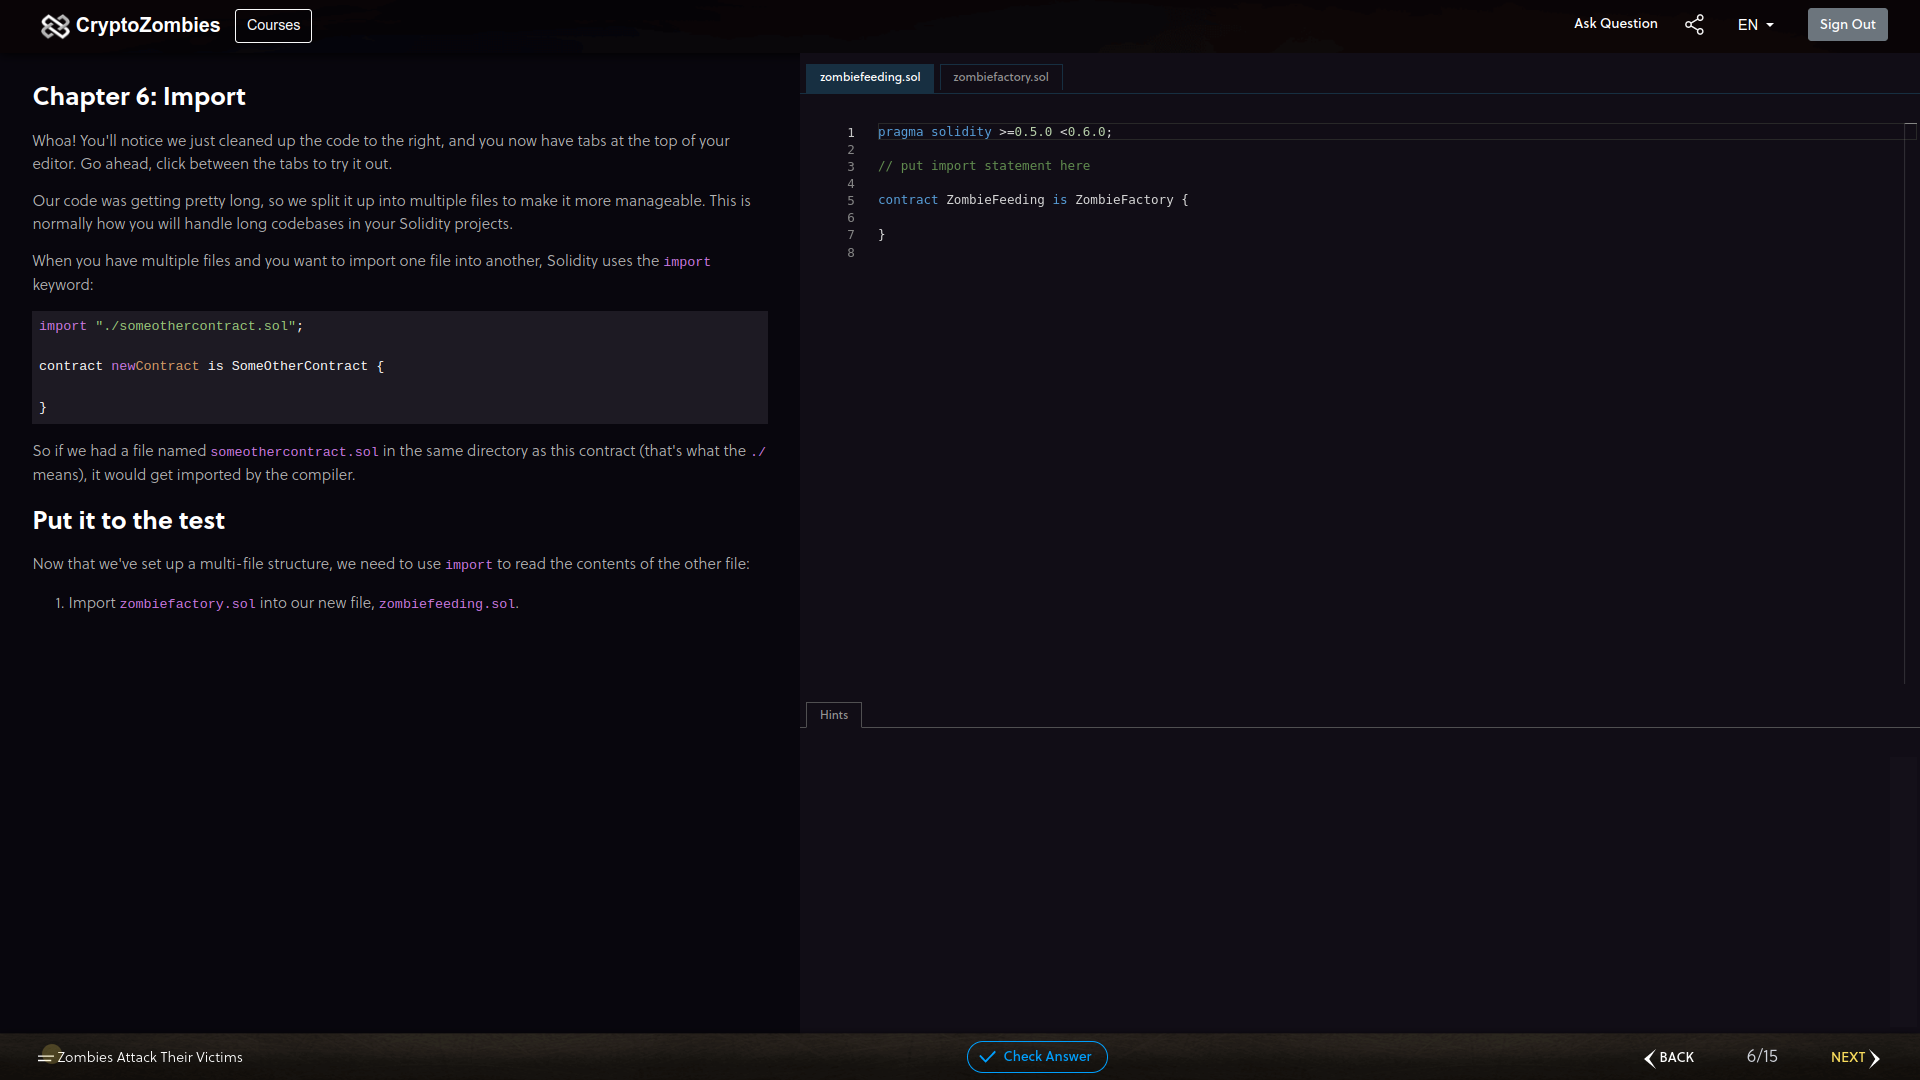 CryptoZombies
Courses
Ask Question
EN
Sign Out
Chapter 6: Import
Whoa! You'll notice we just cleaned up the code to the right, and you now have tabs at the top of your
editor. Go ahead, click between the tabs to try it out.
Our code was getting pretty long, so we split it up into multiple files to make it more manageable. This is
normally how you will handle long codebases in your Solidity projects.
When you have multiple files and you want to import one file into another, Solidity uses the import
keyword:
import "./someothercontract.sol";
contract newContract is SomeOtherContract {
}
So if we had a file named someothercontract.sol in the same directory as this contract (that's what the ./
means), it would get imported by the compiler.
Put it to the test
Now that we've set up a multi-file structure, we need to use import to read the contents of the other file:
1. Import zombiefactory.sol into our new file, zombiefeeding.sol.
zombiefeeding.sol
zombiefactory.sol
1 pragma solidity >=0.5.0 <0.6.0;
2
3 // put import statement here
4
5 contract ZombieFeeding is ZombieFactory {
6
7 }
8
Hints
Zombies Attack Their Victims
Check Answer
BACK
6/15
NEXT